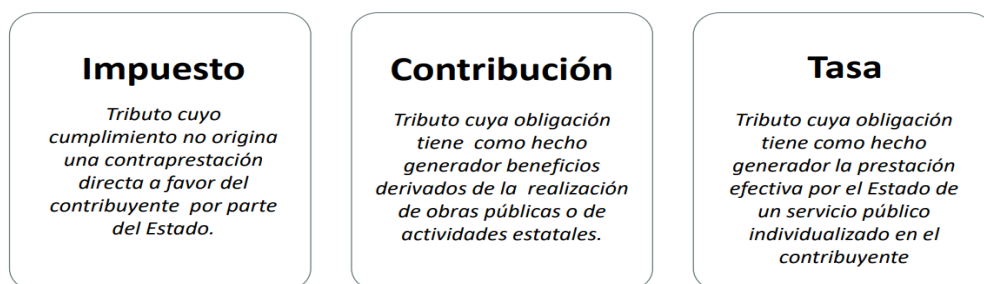 Impuesto
Tributo cuyo
cumplimiento no origina
una contraprestación
directa a favor del
contribuyente por parte
del Estado.
Contribución
Tributo cuya obligación
tiene como hecho
generador beneficios
derivados de la realización
de obras públicas o de
actividades estatales.
Tasa
Tributo cuya obligación
tiene como hecho
generador la prestación
efectiva por el Estado de
un servicio público
individualizado en el
contribuyente